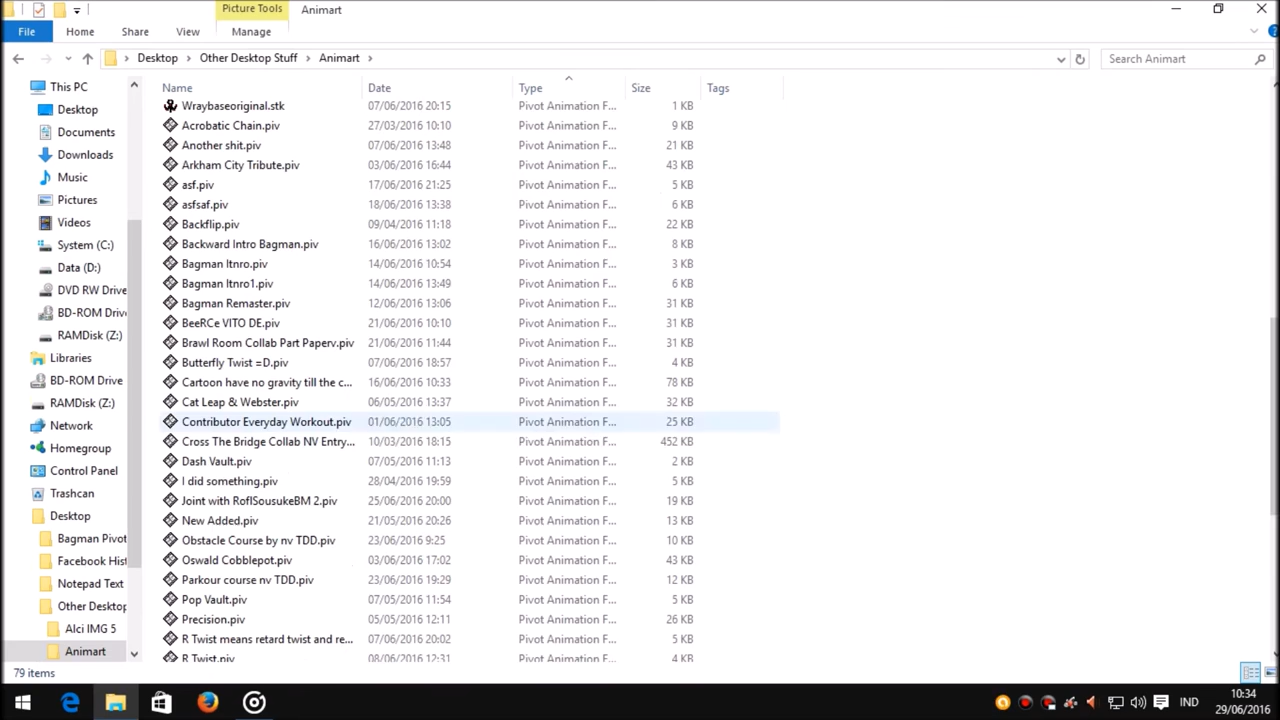 Picture Tools Animart
File Home Share View Manage
Desktop Other Desktop Stuff Animart Search Animart
Name Date Type Size Tags
This PC
Desktop
Documents
Downloads
Music
Pictures
Videos
System (C:)
Data (D:)
DVD RW Drive
BD-ROM Drive
RAMDisk (Z:)
Libraries
BD-ROM Drive
RAMDisk (Z:)
Network
Homegroup
Control Panel
Trashcan
Desktop
Bagman Pivot
Facebook Hist
Notepad Text
Other Desktop
Alci IMG 5
Animart
Wraybaseoriginal.stk 07/06/2016 20:15 Pivot Animation F... 1 KB
Acrobatic Chain.piv 27/03/2016 10:10 Pivot Animation F... 9 KB
Another shit.piv 07/06/2016 13:48 Pivot Animation F... 21 KB
Arkham City Tribute.piv 03/06/2016 16:44 Pivot Animation F... 43 KB
asf.piv 17/06/2016 21:25 Pivot Animation F... 5 KB
asfsaf.piv 18/06/2016 13:38 Pivot Animation F... 6 KB
Backflip.piv 09/04/2016 11:18 Pivot Animation F... 22 KB
Backward Intro Bagman.piv 16/06/2016 13:02 Pivot Animation F... 8 KB
Bagman Itnro.piv 14/06/2016 10:54 Pivot Animation F... 3 KB
Bagman Itnro1.piv 14/06/2016 13:49 Pivot Animation F... 6 KB
Bagman Remaster.piv 12/06/2016 13:06 Pivot Animation F... 31 KB
BeeRCe VITO DE.piv 21/06/2016 10:10 Pivot Animation F... 31 KB
Brawl Room Collab Part Paperv.piv 21/06/2016 11:44 Pivot Animation F... 31 KB
Butterfly Twist =D.piv 07/06/2016 18:57 Pivot Animation F... 4 KB
Cartoon have no gravity till the c... 16/06/2016 10:33 Pivot Animation F... 78 KB
Cat Leap & Webster.piv 06/05/2016 13:37 Pivot Animation F... 32 KB
Contributor Everyday Workout.piv 01/06/2016 13:05 Pivot Animation F... 25 KB
Cross The Bridge Collab NV Entry... 10/03/2016 18:15 Pivot Animation F... 452 KB
Dash Vault.piv 07/05/2016 11:13 Pivot Animation F... 2 KB
I did something.piv 28/04/2016 19:59 Pivot Animation F... 5 KB
Joint with RoflSousukeBM 2.piv 25/06/2016 20:00 Pivot Animation F... 19 KB
New Added.piv 21/05/2016 20:26 Pivot Animation F... 13 KB
Obstacle Course by nv TDD.piv 23/06/2016 9:25 Pivot Animation F... 10 KB
Oswald Cobblepot.piv 03/06/2016 17:02 Pivot Animation F... 43 KB
Parkour course nv TDD.piv 23/06/2016 19:29 Pivot Animation F... 12 KB
Pop Vault.piv 07/05/2016 11:54 Pivot Animation F... 5 KB
Precision.piv 05/05/2016 12:11 Pivot Animation F... 26 KB
R Twist means retard twist and re... 07/06/2016 20:02 Pivot Animation F... 5 KB
R Twist.piv 08/06/2016 12:31 Pivot Animation F... 4 KB
79 items
IND 10:34
29/06/2016